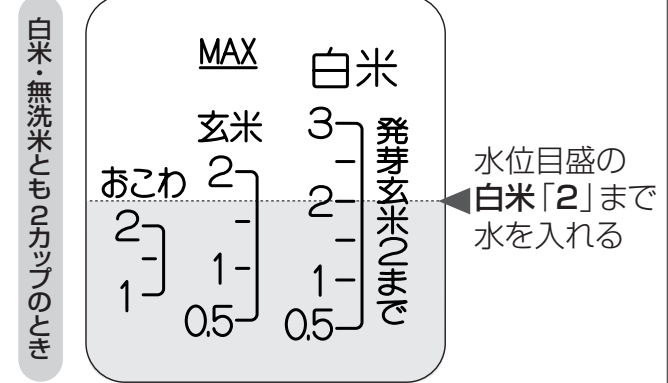 白米・無洗米とも2カップのとき
MAX
白米
3
2
1
0.5
発芽玄米2まで
玄米
2
1
0.5
おこわ
2
1
水位目盛の
白米「2」まで
水を入れる